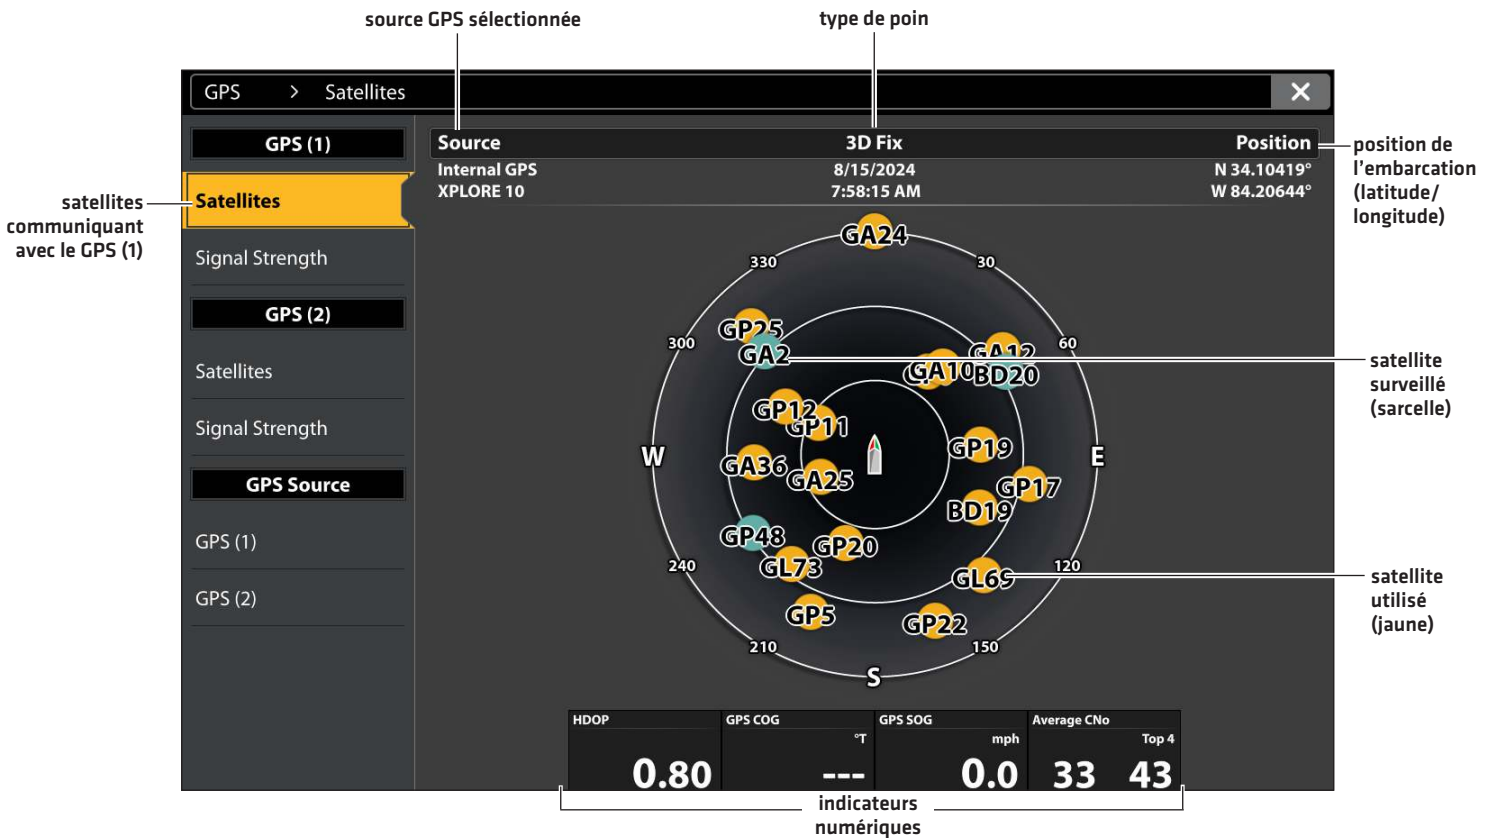 source GPS sélectionnée
type de poin
GPS > Satellites
GPS (1)
Satellites
Signal Strength
GPS (2)
Satellites
Signal Strength
GPS Source
GPS (1)
GPS (2)
satellites
communiquant
avec le GPS (1)
Source 3D Fix Position
Internal GPS 8/15/2024 N 34.10419°
XPLORE 10 7:58:15 AM W 84.20644°
position de
l'embarcation
(latitude/
longitude)
GA24
330
30
GP25
300
GA2
GA12
60
GA10
BD20
satellite
surveillé
(sarcelle)
GP12
GP11
W
GP19
E
GA36
GA25
GP17
BD19
GP48
GP20
240
GL73
GL69
120
satellite
utilisé
(jaune)
GP5
GP22
210
150
S
HDOP
0.80
GPS COG
°T
---
GPS SOG
mph
0.0
Average CNo
Top 4
33 43
indicateurs
numériques